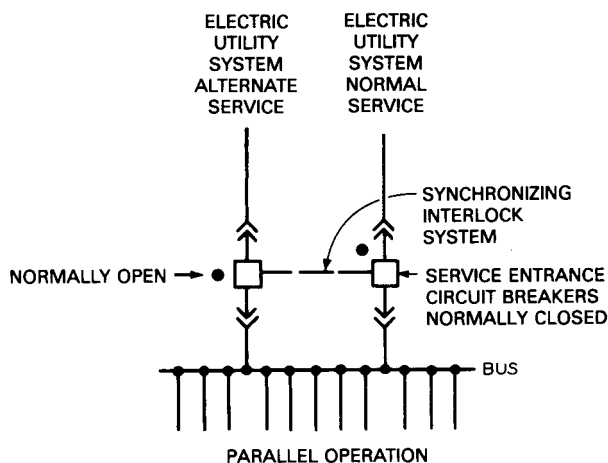 ELECTRIC
UTILITY
SYSTEM
ALTERNATE
SERVICE
ELECTRIC
UTILITY
SYSTEM
NORMAL
SERVICE
SYNCHRONIZING
INTERLOCK
SYSTEM
NORMALLY OPEN
SERVICE ENTRANCE
CIRCUIT BREAKERS
NORMALLY CLOSED
BUS
PARALLEL OPERATION